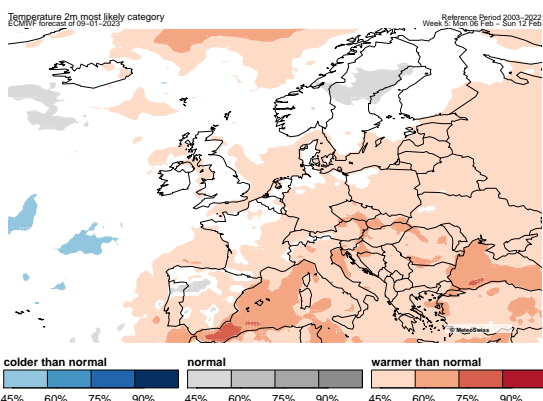 Temperature 2m most likely category
ECMWF forecast of 09-01-2023
Reference Period 2003-2022
Week 5: Mon 06 Feb - Sun 12 Feb
© MeteoSwiss
colder than normal
normal
warmer than normal
45% 60% 75% 90%
45% 60% 75% 90%
45% 60% 75% 90%